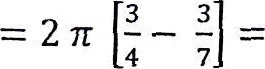 = 2 π [3/4 − 3/7] =